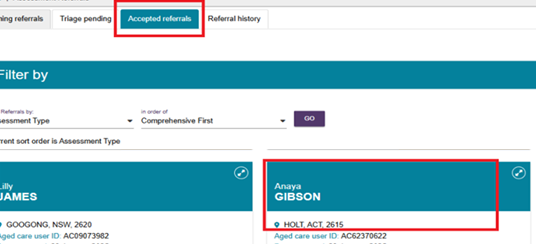 ning referrals Triage pending Accepted referrals Referral history
Filter by
Referrals by: in order of
sessment Type Comprehensive First GO
rrent sort order is Assessment Type
Lilly Anaya
JAMES GIBSON
GOOGONG, NSW, 2620 HOLT, ACT, 2615
Aged care user ID: AC09073982 Aged care user ID: AC62370622